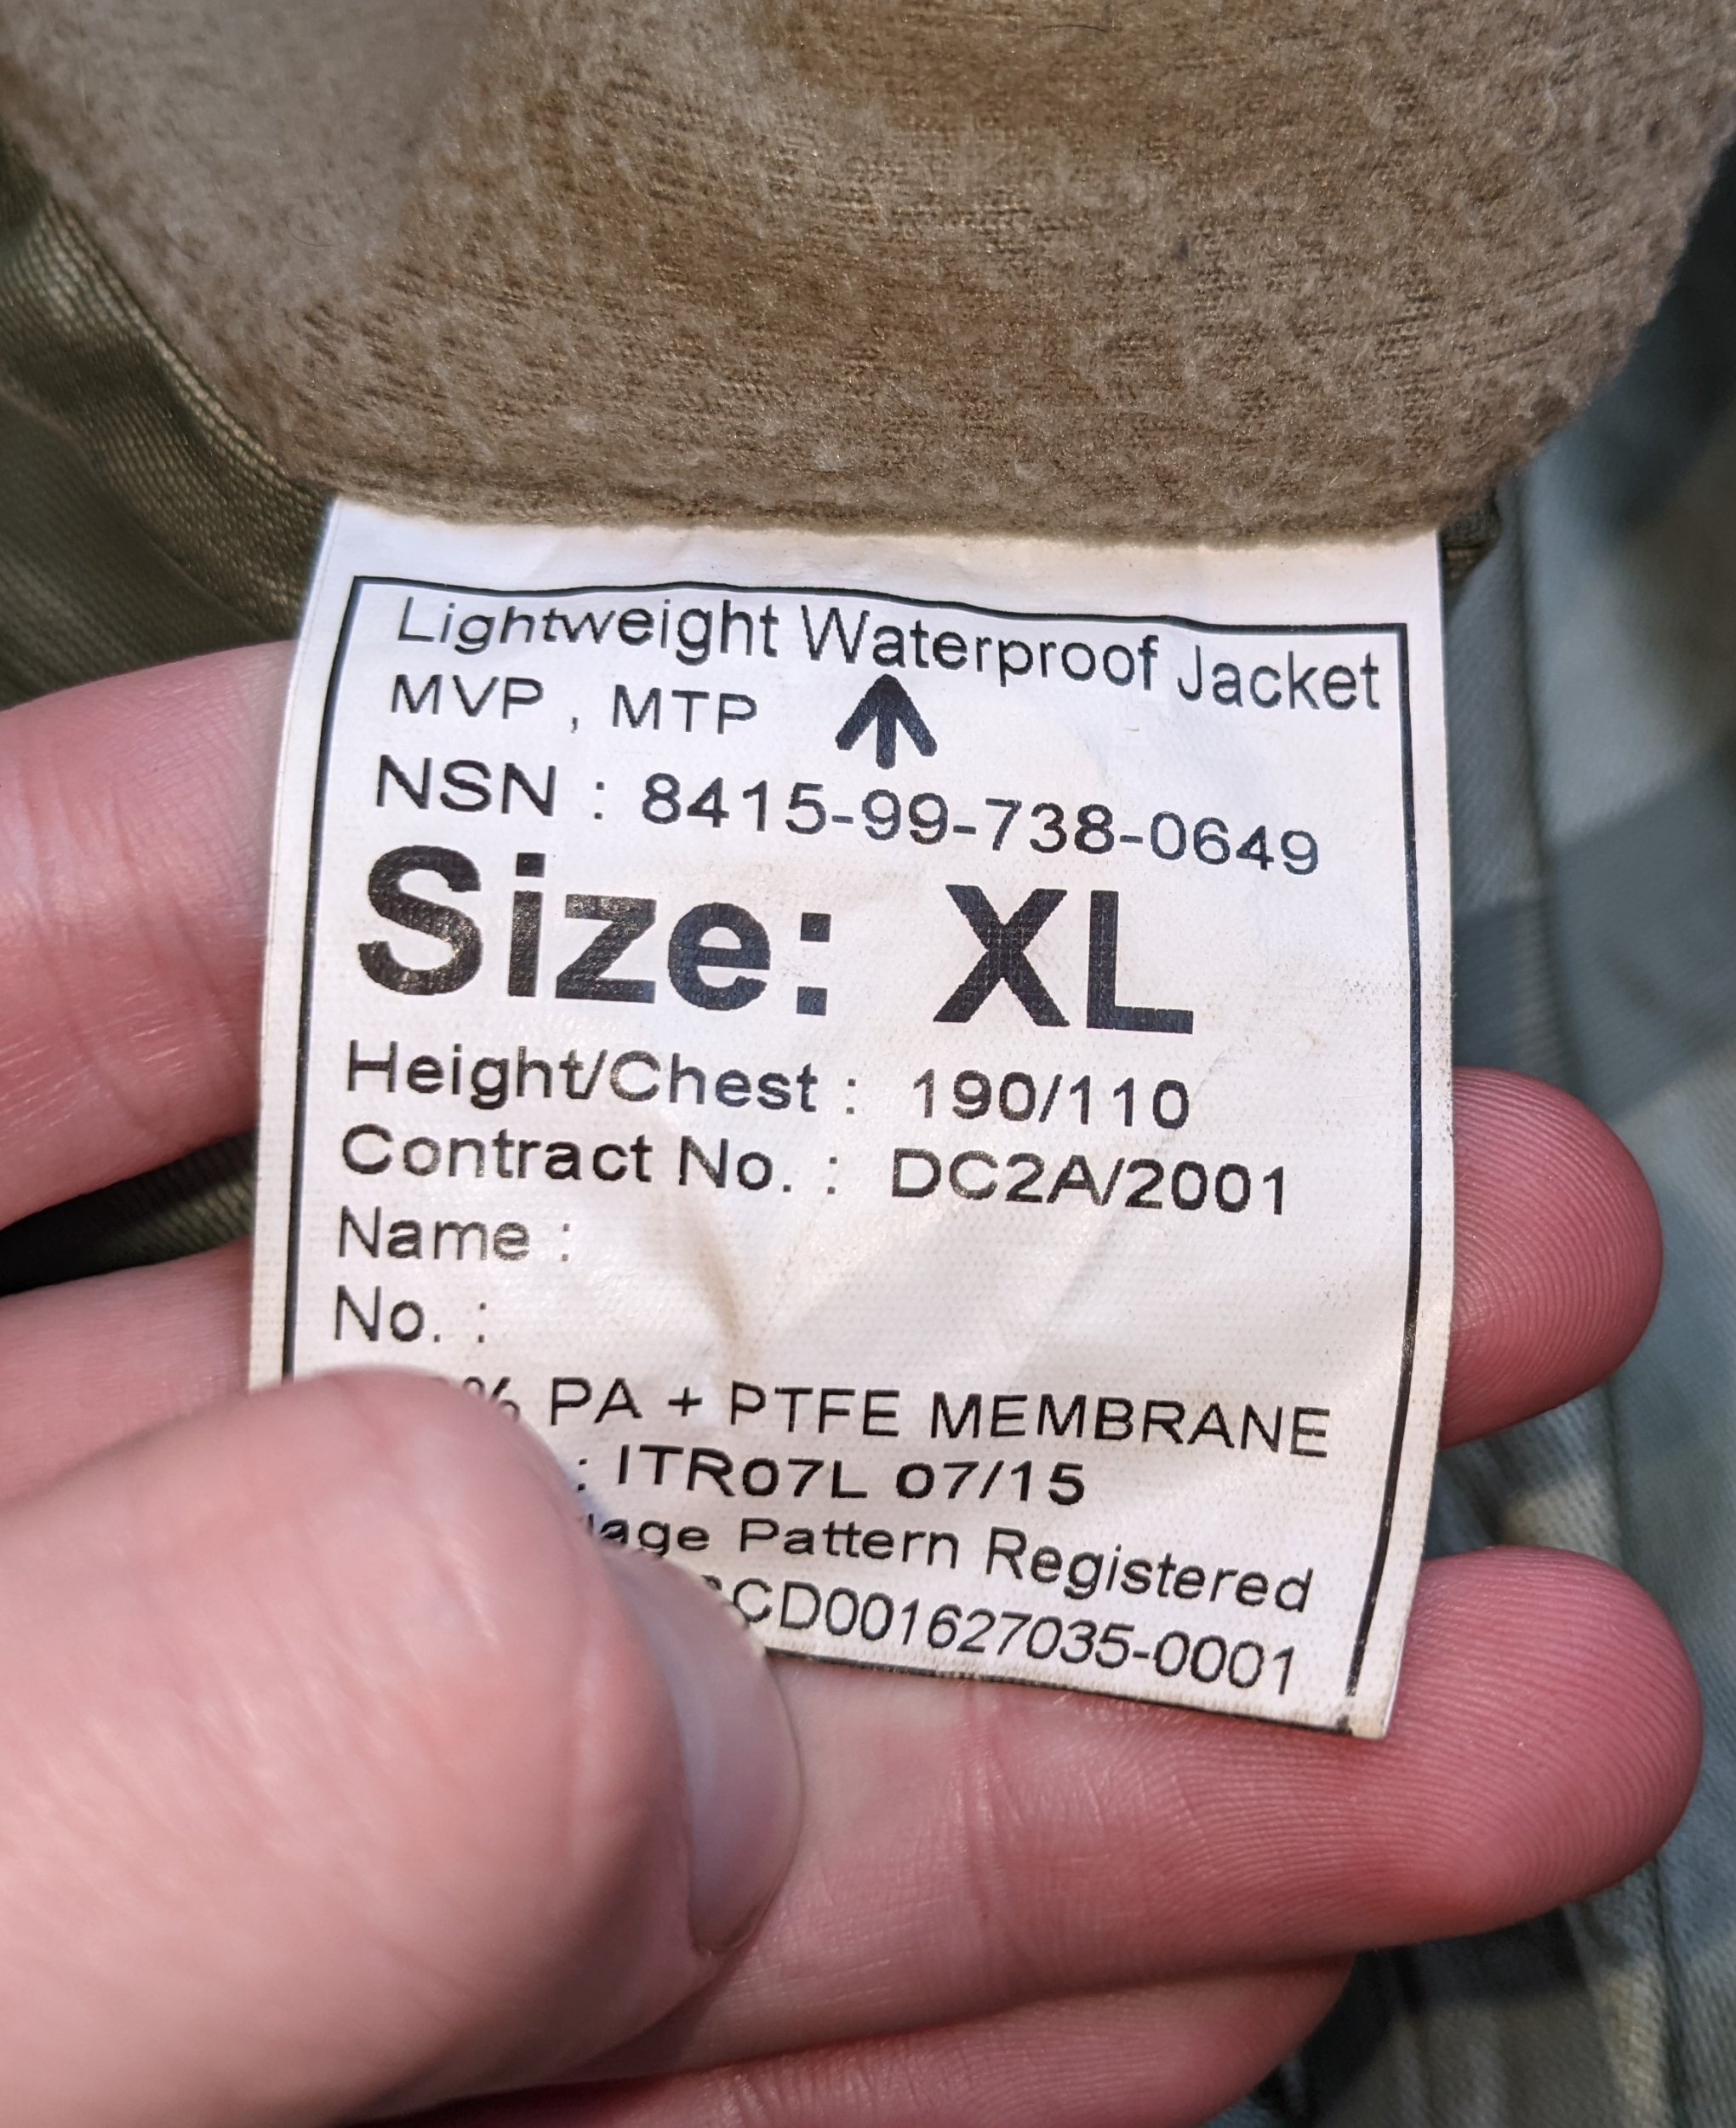 Lightweight Waterproof Jacket
MVP , MTP
NSN : 8415-99-738-0649
Size: XL
Height/Chest : 190/110
Contract No. : DC2A/2001
Name :
No. :
% PA + PTFE MEMBRANE
: ITR07L 07/15
Pattern Registered
CD001627035-0001